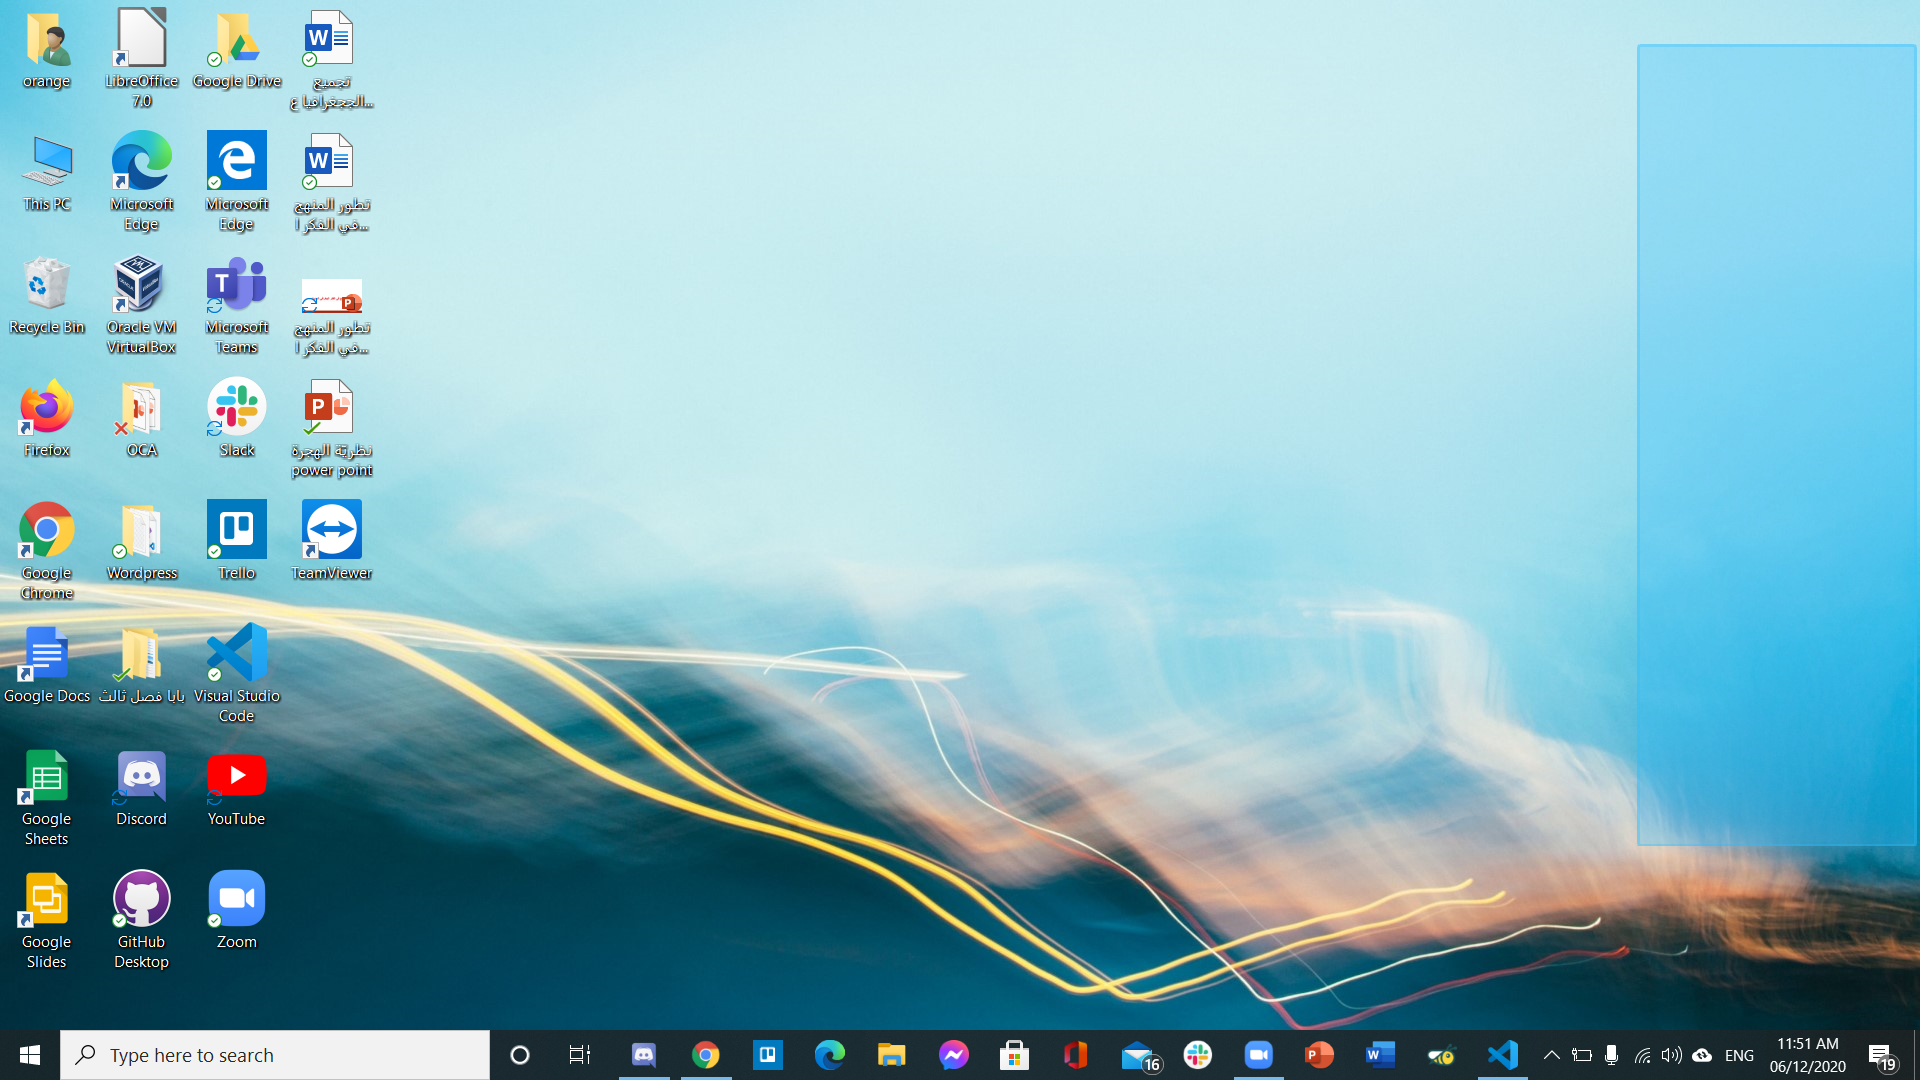 orange
LibreOffice
7.0
Google Drive
تجميع
الججغرافيا ع...
This PC
Microsoft
Edge
Microsoft
Edge
تطور المنهج
في الفكر ا...
Recycle Bin
Oracle VM
VirtualBox
Microsoft
Teams
تطور المنهج
في الفكر ا...
Firefox
OCA
Slack
نظريّة الهجرة
power point
Google
Chrome
Wordpress
Trello
TeamViewer
Google Docs
بابا فصل ثالث
Visual Studio
Code
Google
Sheets
Discord
YouTube
Google
Slides
GitHub
Desktop
Zoom
Type here to search
16
ENG
11:51 AM
06/12/2020
19